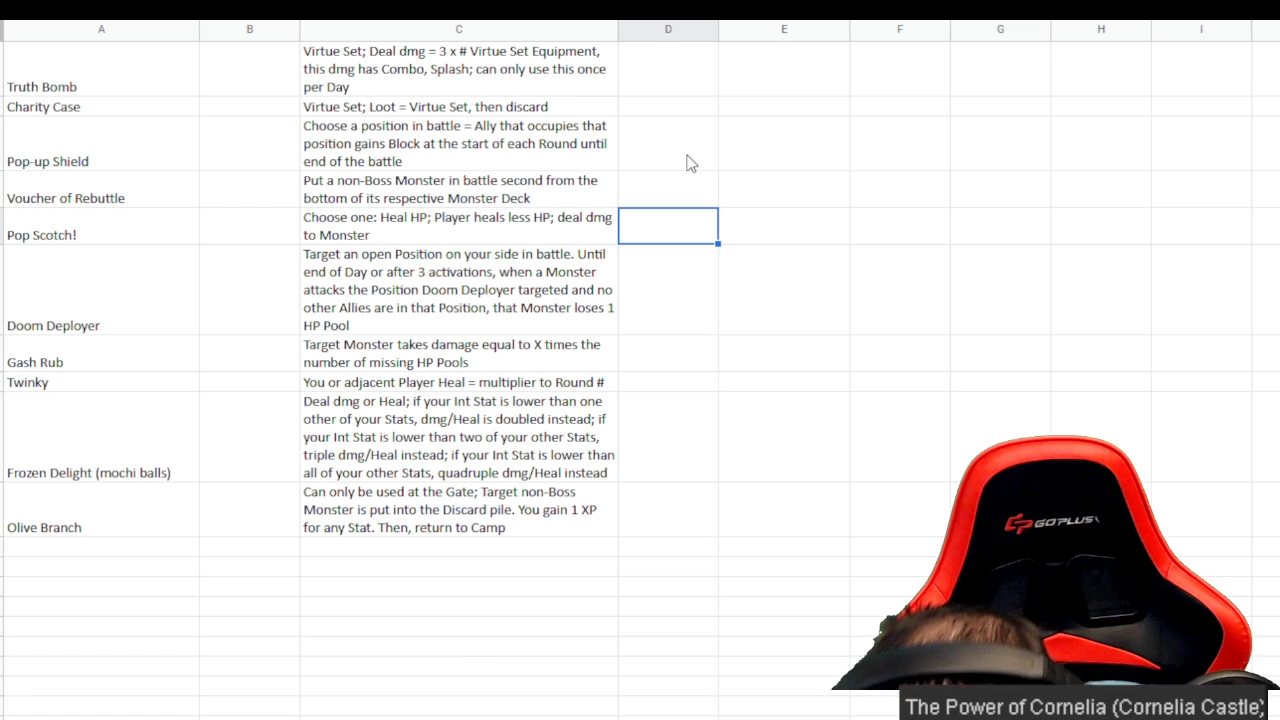 A B C D E F G H I
Virtue Set; Deal dmg = 3 x # Virtue Set Equipment,
this dmg has Combo, Splash; can only use this once
Truth Bomb per Day
Charity Case Virtue Set; Loot = Virtue Set, then discard
Choose a position in battle = Ally that occupies that
position gains Block at the start of each Round until
Pop-up Shield end of the battle
Put a non-Boss Monster in battle second from the
Voucher of Rebuttle bottom of its respective Monster Deck
Choose one: Heal HP; Player heals less HP; deal dmg
Pop Scotch! to Monster
Target an open Position on your side in battle. Until
end of Day or after 3 activations, when a Monster
attacks the Position Doom Deployer targeted and no
other Allies are in that Position, that Monster loses 1
Doom Deployer HP Pool
Target Monster takes damage equal to X times the
Gash Rub number of missing HP Pools
Twinky You or adjacent Player Heal = multiplier to Round #
Deal dmg or Heal; if your Int Stat is lower than one
other of your Stats, dmg/Heal is doubled instead; if
your Int Stat is lower than two of your other Stats,
triple dmg/Heal instead; if your Int Stat is lower than
Frozen Delight (mochi balls) all of your other Stats, quadruple dmg/Heal instead
Can only be used at the Gate; Target non-Boss
Monster is put into the Discard pile. You gain 1 XP
Olive Branch for any Stat. Then, return to Camp
GOPLUS
The Power of Cornelia (Cornelia Castle)